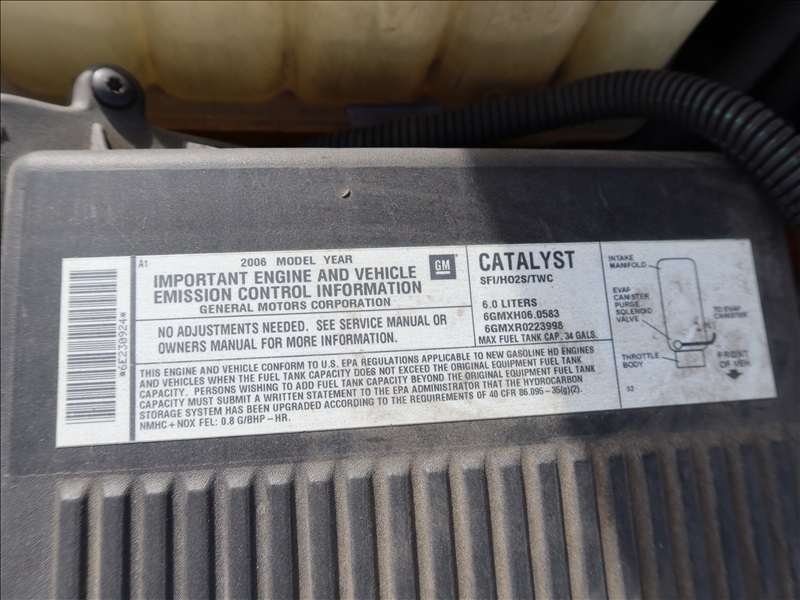 *6E230924*
A1
2006 MODEL YEAR
IMPORTANT ENGINE AND VEHICLE
EMISSION CONTROL INFORMATION
GENERAL MOTORS CORPORATION
GM
NO ADJUSTMENTS NEEDED. SEE SERVICE MANUAL OR
OWNERS MANUAL FOR MORE INFORMATION.
CATALYST
SFI/HO2S/TWC
6.0 LITERS
6GMXH06.0583
6GMXR0223998
MAX FUEL TANK CAP. 34 GALS.
THIS ENGINE AND VEHICLE CONFORM TO U.S. EPA REGULATIONS APPLICABLE TO NEW GASOLINE HD ENGINES
AND VEHICLES WHEN THE FUEL TANK CAPACITY DOES NOT EXCEED THE ORIGINAL EQUIPMENT FUEL TANK
CAPACITY. PERSONS WISHING TO ADD FUEL TANK CAPACITY BEYOND THE ORIGINAL EQUIPMENT FUEL TANK
CAPACITY MUST SUBMIT A WRITTEN STATEMENT TO THE EPA ADMINISTRATOR THAT THE HYDROCARBON
STORAGE SYSTEM HAS BEEN UPGRADED ACCORDING TO THE REQUIREMENTS OF 40 CFR 86.095-35(g)(2).
NMHC+NOX FEL: 0.8 G/BHP-HR.
INTAKE
MANIFOLD
EVAP
CANISTER
PURGE
SOLENOID
VALVE
TO EVAP
CANISTER
THROTTLE
BODY
FRONT
OF VEH